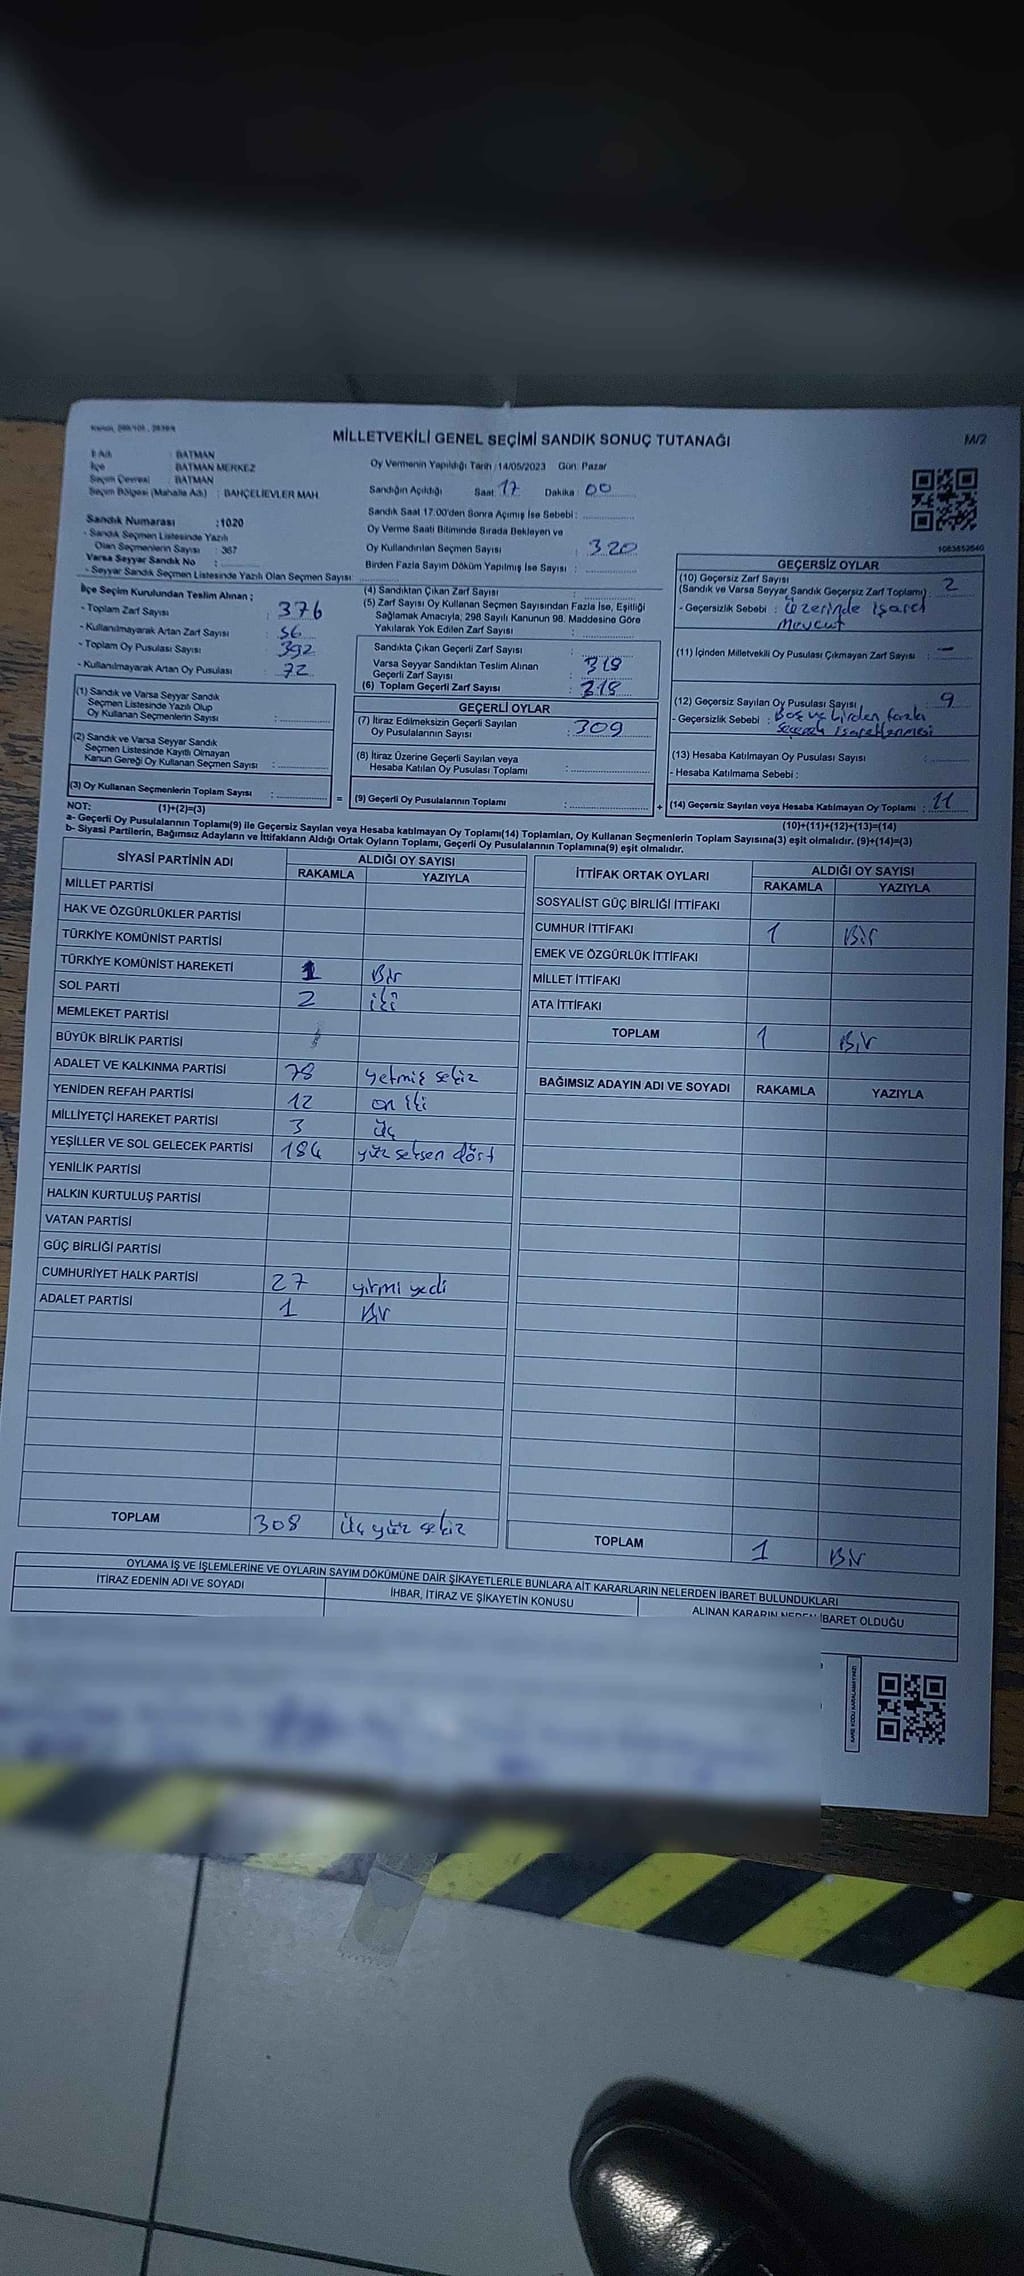 MİLLETVEKİLİ GENEL SEÇİMİ SANDIK SONUÇ TUTANAĞI
M/2
İl Adı : BATMAN
İlçe : BATMAN MERKEZ
Seçim Çevresi : BATMAN
Seçim Bölgesi (Mahalle Adı) : BAHÇELİEVLER MAH.
Sandık Numarası :1020
- Sandık Seçmen Listesinde Yazılı
Olan Seçmenlerin Sayısı : 367
Varsa Seyyar Sandık No :
- Seyyar Sandık Seçmen Listesinde Yazılı Olan Seçmen Sayısı
Oy Vermenin Yapıldığı Tarih :14/05/2023 Gün: Pazar
Sandığın Açıldığı Saat: 17 Dakika 00
Sandık Saat 17:00'den Sonra Açımış İse Sebebi :
Oy Verme Saati Bitiminde Sırada Bekleyen ve
Oy Kullandırılan Seçmen Sayısı : 320
Birden Fazla Sayım Döküm Yapılmış İse Sayısı :
1083852640
İlçe Seçim Kurulundan Teslim Alınan ;
- Toplam Zarf Sayısı : 376
- Kullanılmayarak Artan Zarf Sayısı : 56
- Toplam Oy Pusulası Sayısı : 392
- Kullanılmayarak Artan Oy Pusulası : 72
(1) Sandık ve Varsa Seyyar Sandık
Seçmen Listesinde Yazılı Olup
Oy Kullanan Seçmenlerin Sayısı :
(2) Sandık ve Varsa Seyyar Sandık
Seçmen Listesinde Kayıtlı Olmayan
Kanun Gereği Oy Kullanan Seçmen Sayısı :
(3) Oy Kullanan Seçmenlerin Toplam Sayısı :
(4) Sandıktan Çıkan Zarf Sayısı :
(5) Zarf Sayısı Oy Kullanan Seçmen Sayısından Fazla İse, Eşitliği
Sağlamak Amacıyla; 298 Sayılı Kanunun 98. Maddesine Göre
Yakılarak Yok Edilen Zarf Sayısı :
Sandıkta Çıkan Geçerli Zarf Sayısı :
Varsa Seyyar Sandıktan Teslim Alınan
Geçerli Zarf Sayısı : 318
(6) Toplam Geçerli Zarf Sayısı : 318
GEÇERLİ OYLAR
(7) İtiraz Edilmeksizin Geçerli Sayılan
Oy Pusulalarının Sayısı : 309
(8) İtiraz Üzerine Geçerli Sayılan veya
Hesaba Katılan Oy Pusulası Toplamı :
= (9) Geçerli Oy Pusulalarının Toplamı :
GEÇERSİZ OYLAR
(10) Geçersiz Zarf Sayısı
(Sandık ve Varsa Seyyar Sandık Geçersiz Zarf Toplamı) : 2
- Geçersizlik Sebebi : üzerinde işaret
Mevcut
(11) İçinden Milletvekili Oy Pusulası Çıkmayan Zarf Sayısı : -
(12) Geçersiz Sayılan Oy Pusulası Sayısı : 9
- Geçersizlik Sebebi : Boş ve birden fazla
seçenek işaretlenmesi
(13) Hesaba Katılmayan Oy Pusulası Sayısı :
- Hesaba Katılmama Sebebi :
+ (14) Geçersiz Sayılan veya Hesaba Katılmayan Oy Toplamı : 11
NOT: (1)+(2)=(3)
(10)+(11)+(12)+(13)=(14)
a- Geçerli Oy Pusulalarının Toplamı(9) ile Geçersiz Sayılan veya Hesaba katılmayan Oy Toplamı(14) Toplamları, Oy Kullanan Seçmenlerin Toplam Sayısına(3) eşit olmalıdır. (9)+(14)=(3)
b- Siyasi Partilerin, Bağımsız Adayların ve İttifakların Aldığı Ortak Oyların Toplamı, Geçerli Oy Pusulalarının Toplamına(9) eşit olmalıdır.
SİYASİ PARTİNİN ADI ALDIĞI OY SAYISI
RAKAMLA YAZIYLA
MİLLET PARTİSİ
HAK VE ÖZGÜRLÜKLER PARTİSİ
TÜRKİYE KOMÜNİST PARTİSİ
TÜRKİYE KOMÜNİST HAREKETİ 1 Bir
SOL PARTİ 2 iki
MEMLEKET PARTİSİ
BÜYÜK BİRLİK PARTİSİ
ADALET VE KALKINMA PARTİSİ 78 yetmiş sekiz
YENİDEN REFAH PARTİSİ 12 on iki
MİLLİYETÇİ HAREKET PARTİSİ 3 üç
YEŞİLLER VE SOL GELECEK PARTİSİ 184 yüz seksen dört
YENİLİK PARTİSİ
HALKIN KURTULUŞ PARTİSİ
VATAN PARTİSİ
GÜÇ BİRLİĞİ PARTİSİ
CUMHURİYET HALK PARTİSİ 27 yirmi yedi
ADALET PARTİSİ 1 Bir
TOPLAM 308 üç yüz sekiz
İTTİFAK ORTAK OYLARI ALDIĞI OY SAYISI
RAKAMLA YAZIYLA
SOSYALİST GÜÇ BİRLİĞİ İTTİFAKI
CUMHUR İTTİFAKI 1 Bir
EMEK VE ÖZGÜRLÜK İTTİFAKI
MİLLET İTTİFAKI
ATA İTTİFAKI
TOPLAM 1 Bir
BAĞIMSIZ ADAYIN ADI VE SOYADI RAKAMLA YAZIYLA
TOPLAM 1 Bir
OYLAMA İŞ VE İŞLEMLERİNE VE OYLARIN SAYIM DÖKÜMÜNE DAİR ŞİKAYETLERLE BUNLARA AİT KARARLARIN NELERDEN İBARET BULUNDUKLARI
İTİRAZ EDENİN ADI VE SOYADI İHBAR, İTİRAZ VE ŞİKAYETİN KONUSU ALINAN KARARIN NEDEN İBARET OLDUĞU
KARE KODU KARALAMAYINIZ!